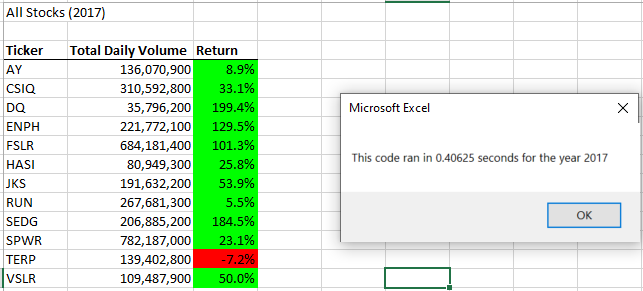 All Stocks (2017)
Ticker Total Daily Volume Return
AY 136,070,900 8.9%
CSIQ 310,592,800 33.1%
DQ 35,796,200 199.4%
ENPH 221,772,100 129.5%
FSLR 684,181,400 101.3%
HASI 80,949,300 25.8%
JKS 191,632,200 53.9%
RUN 267,681,300 5.5%
SEDG 206,885,200 184.5%
SPWR 782,187,000 23.1%
TERP 139,402,800 -7.2%
VSLR 109,487,900 50.0%
Microsoft Excel
This code ran in 0.40625 seconds for the year 2017
OK